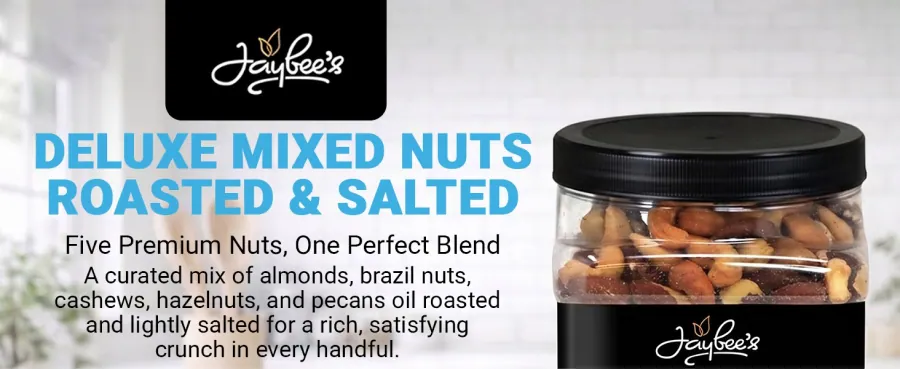 Jaybee's
DELUXE MIXED NUTS
ROASTED & SALTED
Five Premium Nuts, One Perfect Blend
A curated mix of almonds, brazil nuts,
cashews, hazelnuts, and pecans oil roasted
and lightly salted for a rich, satisfying
crunch in every handful.
Jaybee's